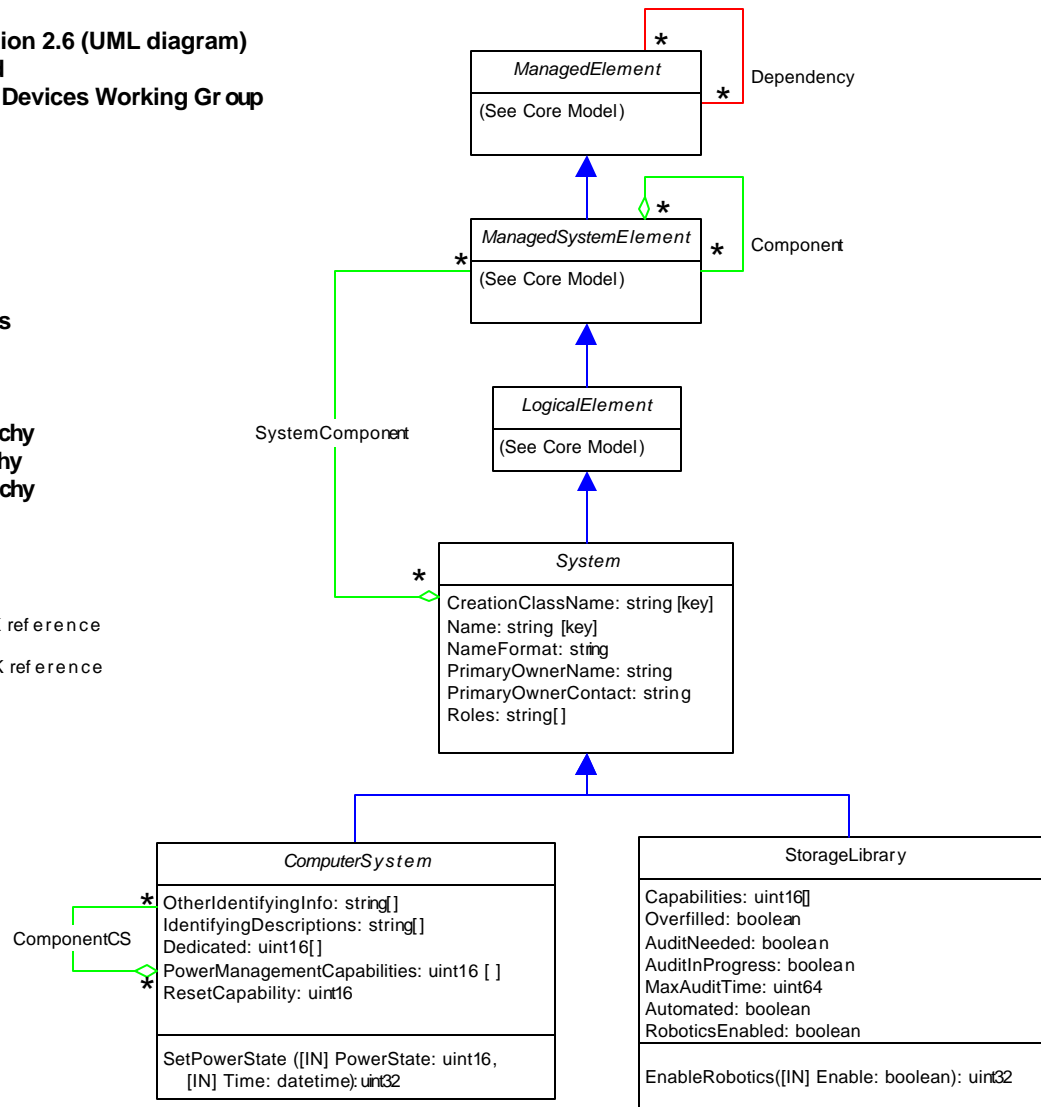 ion 2.6 (UML diagram)
l
Devices Working Group
s
chy
hy
chy
K reference
K reference
ManagedElement
(See Core Model)
*
*
Dependency
ManagedSystemElement
(See Core Model)
*
*
Component
*
SystemComponent
*
LogicalElement
(See Core Model)
System
CreationClassName: string [key]
Name: string [key]
NameFormat: string
PrimaryOwnerName: string
PrimaryOwnerContact: string
Roles: string[]
ComputerSystem
OtherIdentifyingInfo: string[]
IdentifyingDescriptions: string[]
Dedicated: uint16[]
PowerManagementCapabilities: uint16 [ ]
ResetCapability: uint16
SetPowerState ([IN] PowerState: uint16,
[IN] Time: datetime): uint32
*
ComponentCS
*
StorageLibrary
Capabilities: uint16[]
Overfilled: boolean
AuditNeeded: boolean
AuditInProgress: boolean
MaxAuditTime: uint64
Automated: boolean
RoboticsEnabled: boolean
EnableRobotics([IN] Enable: boolean): uint32